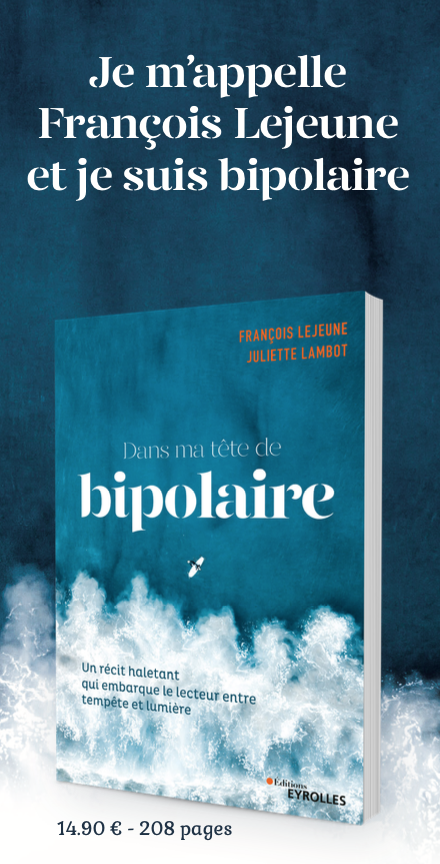 Je m'appelle
François Lejeune
et je suis bipolaire
FRANÇOIS LEJEUNE
JULIETTE LAMBOT
Dans ma tête de
bipolaire
Un récit haletant
qui embarque le lecteur entre
tempête et lumière
Éditions
EYROLLES
14.90 € - 208 pages